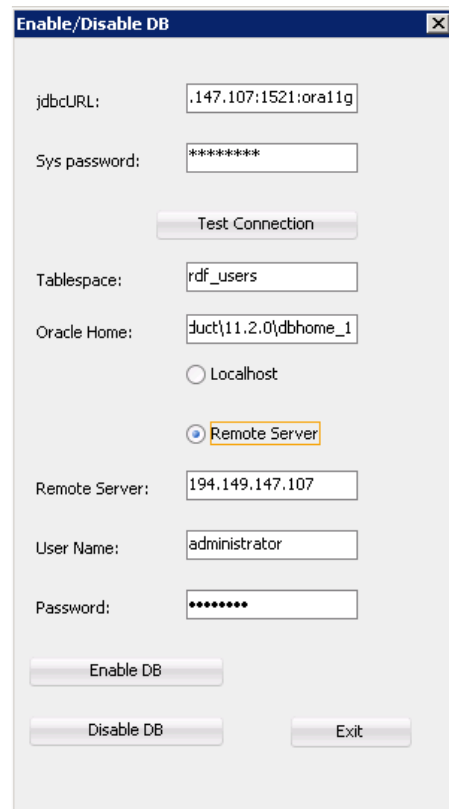 Enable/Disable DB
jdbcURL: .147.107:1521:ora11g
Sys password: ********
Test Connection
Tablespace: rdf_users
Oracle Home: duct\11.2.0\dbhome_1
Localhost
Remote Server
Remote Server: 194.149.147.107
User Name: administrator
Password: ••••••••
Enable DB
Disable DB Exit